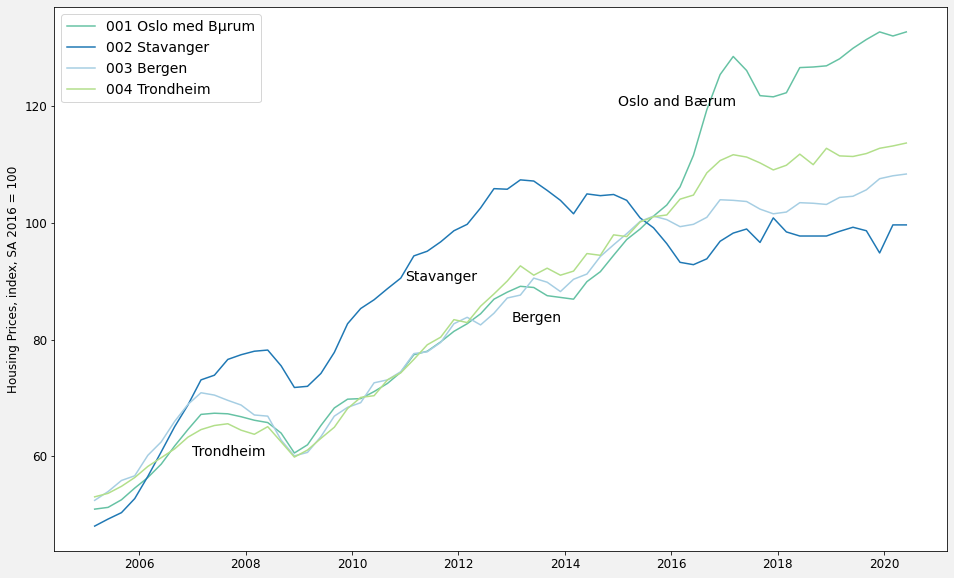 001 Oslo med Bμrum
002 Stavanger
003 Bergen
004 Trondheim
Housing Prices, index, SA 2016 = 100
120
100
80
60
Oslo and Bærum
Stavanger
Bergen
Trondheim
2006 2008 2010 2012 2014 2016 2018 2020